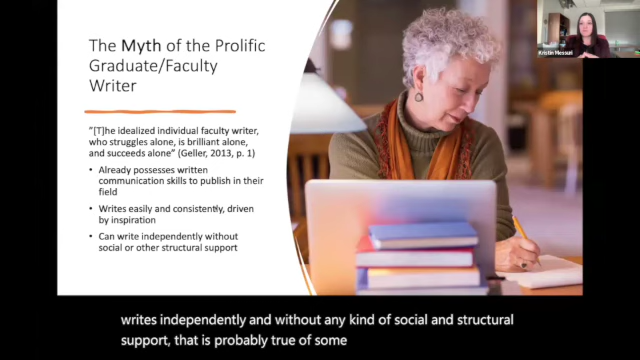 The Myth of the Prolific
Graduate/Faculty
Writer
"[T]he idealized individual faculty writer,
who struggles alone, is brilliant alone,
and succeeds alone" (Geller, 2013, p. 1)
• Already possesses written
communication skills to publish in their
field
• Writes easily and consistently, driven
by inspiration
• Can write independently without
social or other structural support
Kristin Messuri
writes independently and without any kind of social and structural
support, that is probably true of some